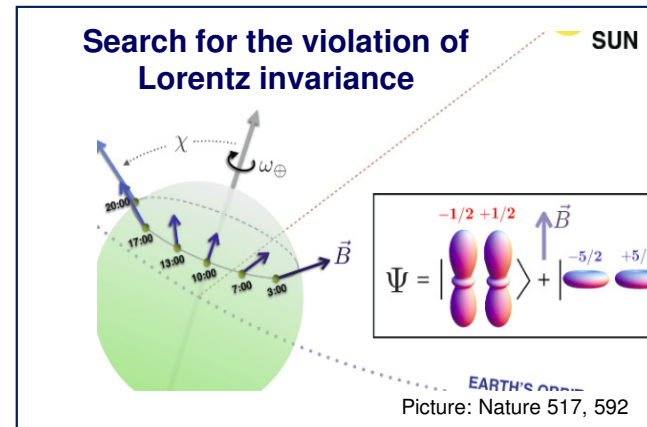 Search for the violation of
Lorentz invariance
SUN
χ
ω⊕
20:00
17:00
13:00
10:00
7:00
3:00
B⃗
-1/2 +1/2
B⃗
-5/2 +5/
Ψ = | ⟩ + |
EARTH'S
Picture: Nature 517, 592